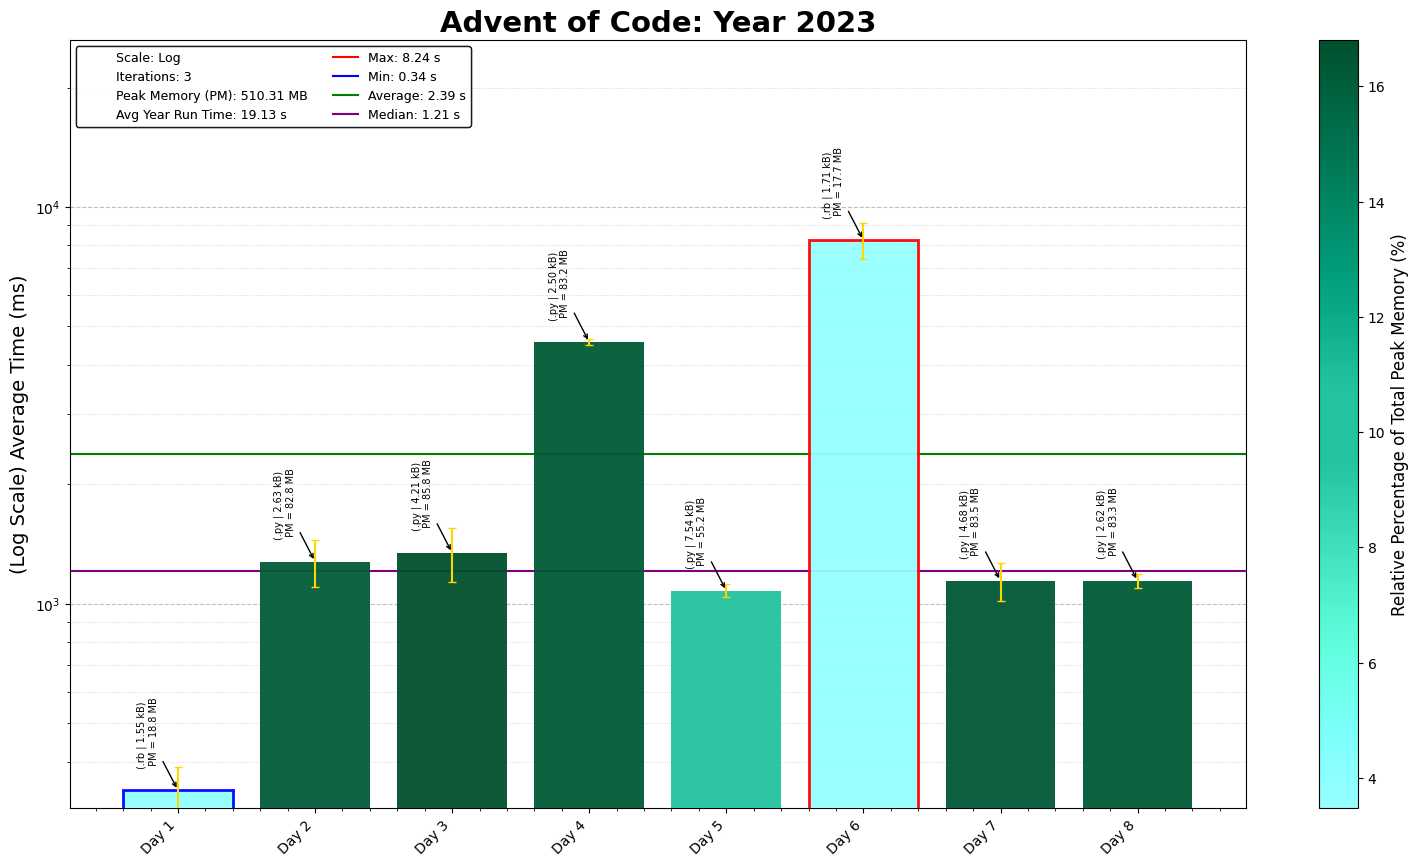 Advent of Code: Year 2023
Scale: Log
Iterations: 3
Peak Memory (PM): 510.31 MB
Avg Year Run Time: 19.13 s
Max: 8.24 s
Min: 0.34 s
Average: 2.39 s
Median: 1.21 s
(Log Scale) Average Time (ms)
10⁴
10³
(.rb | 1.55 kB)
PM = 18.8 MB
(.py | 2.63 kB)
PM = 82.8 MB
(.py | 4.21 kB)
PM = 85.8 MB
(.py | 2.50 kB)
PM = 83.2 MB
(.py | 7.54 kB)
PM = 55.2 MB
(.rb | 1.71 kB)
PM = 17.7 MB
(.py | 4.68 kB)
PM = 83.5 MB
(.py | 2.62 kB)
PM = 83.3 MB
Day 1
Day 2
Day 3
Day 4
Day 5
Day 6
Day 7
Day 8
16
14
12
10
8
6
4
Relative Percentage of Total Peak Memory (%)